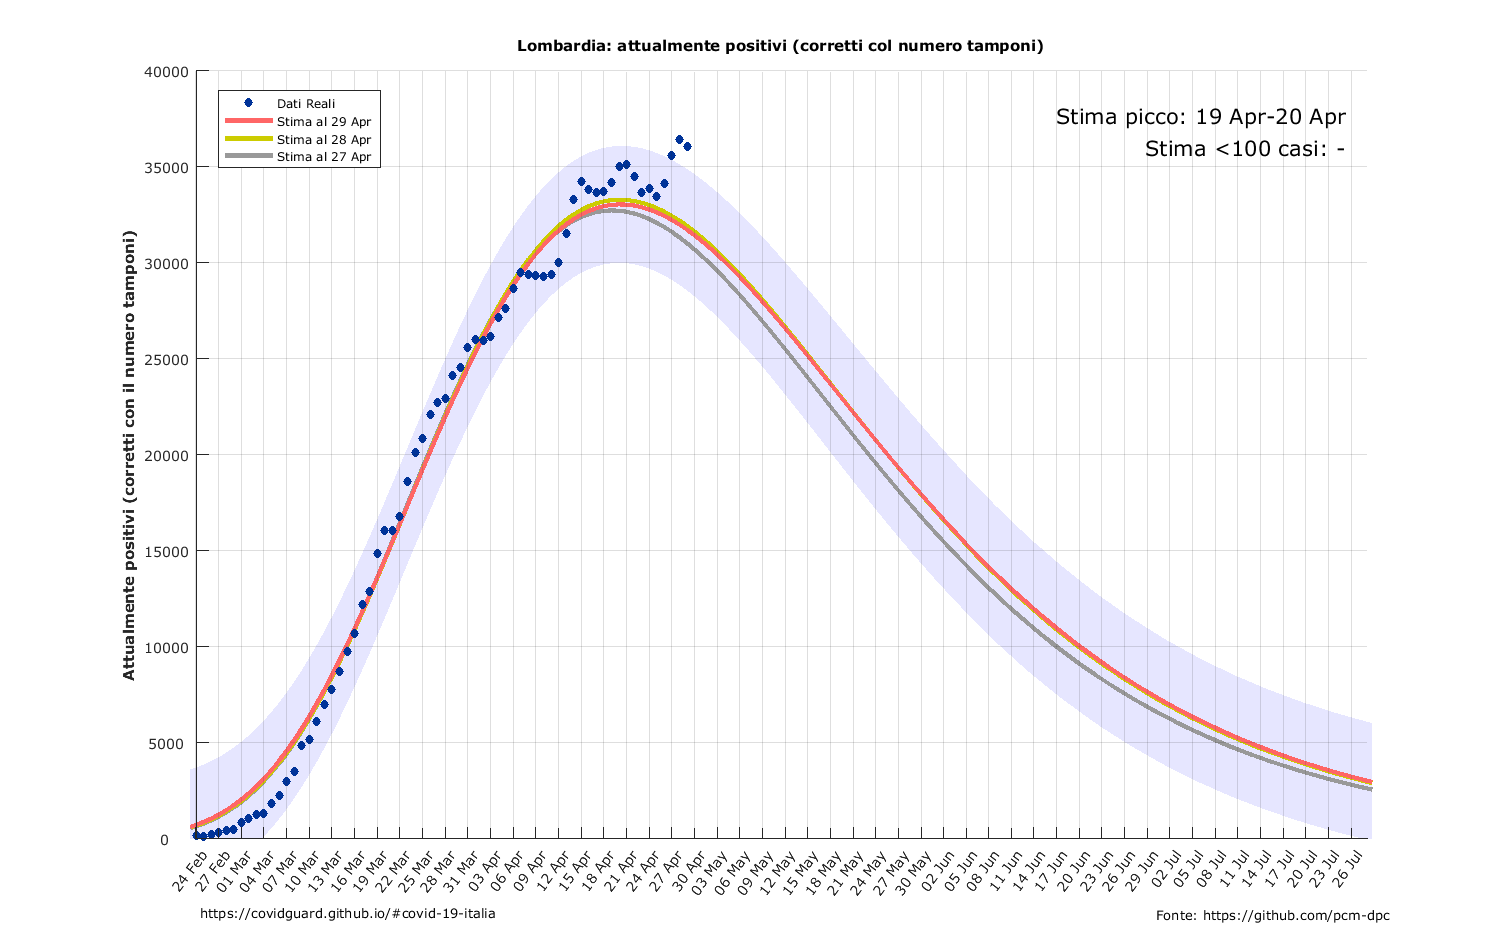 Lombardia: attualmente positivi (corretti col numero tamponi)
40000
35000
30000
25000
20000
15000
10000
5000
0
Attualmente positivi (corretti con il numero tamponi)
Dati Reali
Stima al 29 Apr
Stima al 28 Apr
Stima al 27 Apr
Stima picco: 19 Apr-20 Apr
Stima <100 casi: -
24 Feb
27 Feb
01 Mar
04 Mar
07 Mar
10 Mar
13 Mar
16 Mar
19 Mar
22 Mar
25 Mar
28 Mar
31 Mar
03 Apr
06 Apr
09 Apr
12 Apr
15 Apr
18 Apr
21 Apr
24 Apr
27 Apr
30 Apr
03 May
06 May
09 May
12 May
15 May
18 May
21 May
24 May
27 May
30 May
02 Jun
05 Jun
08 Jun
11 Jun
14 Jun
17 Jun
20 Jun
23 Jun
26 Jun
29 Jun
02 Jul
05 Jul
08 Jul
11 Jul
14 Jul
17 Jul
20 Jul
23 Jul
26 Jul
https://covidguard.github.io/#covid-19-italia
Fonte: https://github.com/pcm-dpc